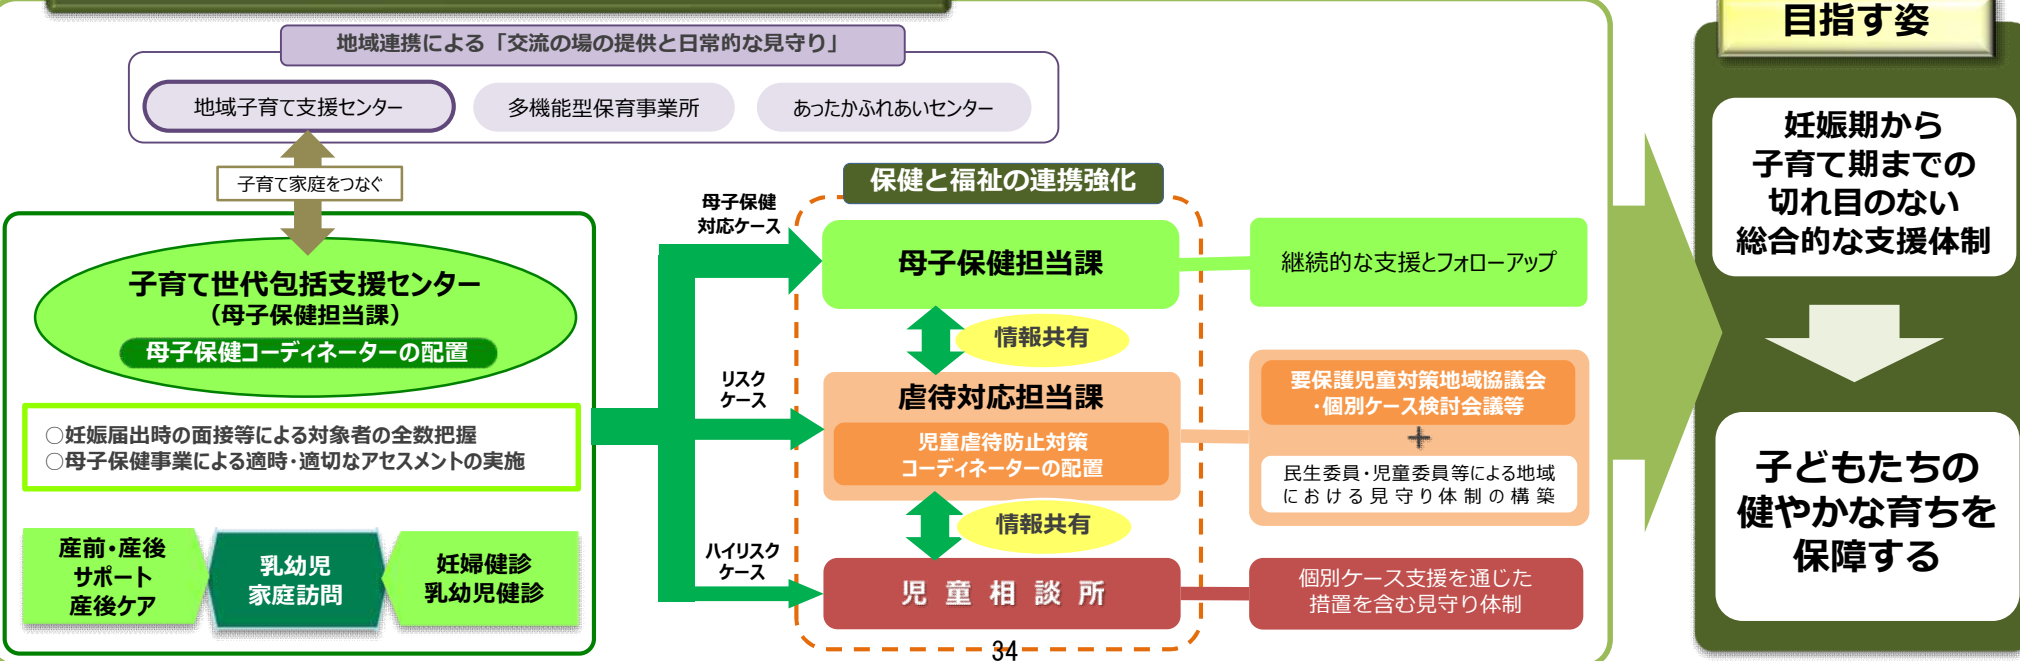 地域連携による「交流の場の提供と日常的な見守り」
地域子育て支援センター
多機能型保育事業所
あったかふれあいセンター
子育て家庭をつなぐ
子育て世代包括支援センター
（母子保健担当課）
母子保健コーディネーターの配置
○妊娠届出時の面接等による対象者の全数把握
○母子保健事業による適時・適切なアセスメントの実施
産前・産後
サポート
産後ケア
乳幼児
家庭訪問
妊婦健診
乳幼児健診
母子保健
対応ケース
リスク
ケース
ハイリスク
ケース
保健と福祉の連携強化
母子保健担当課
情報共有
虐待対応担当課
児童虐待防止対策
コーディネーターの配置
情報共有
児童相談所
継続的な支援とフォローアップ
要保護児童対策地域協議会
・個別ケース検討会議等
+
民生委員・児童委員等による地域
における見守り体制の構築
個別ケース支援を通じた
措置を含む見守り体制
目指す姿
妊娠期から
子育て期までの
切れ目のない
総合的な支援体制
子どもたちの
健やかな育ちを
保障する
34